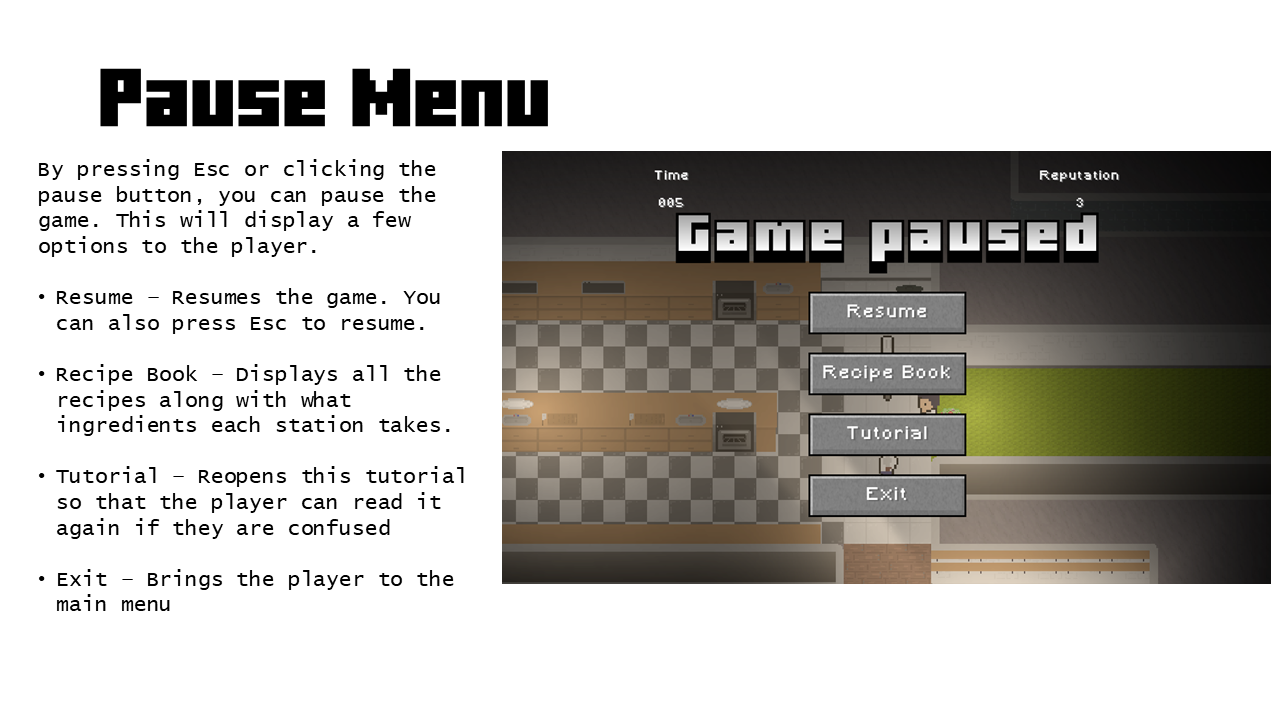 Pause Menu
By pressing Esc or clicking the
pause button, you can pause the
game. This will display a few
options to the player.
• Resume – Resumes the game. You
can also press Esc to resume.
• Recipe Book – Displays all the
recipes along with what
ingredients each station takes.
• Tutorial – Reopens this tutorial
so that the player can read it
again if they are confused
• Exit – Brings the player to the
main menu
Time
005
Reputation
3
Game paused
Resume
Recipe Book
Tutorial
Exit